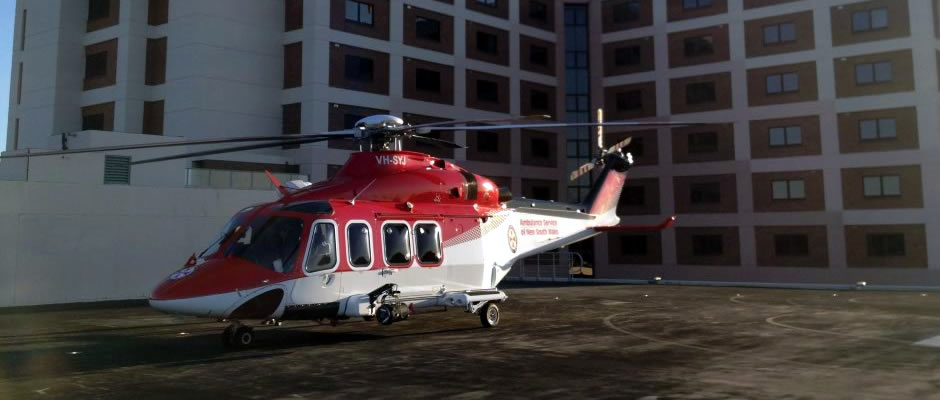 VH-SYJ
Ambulance Service
of New South Wales